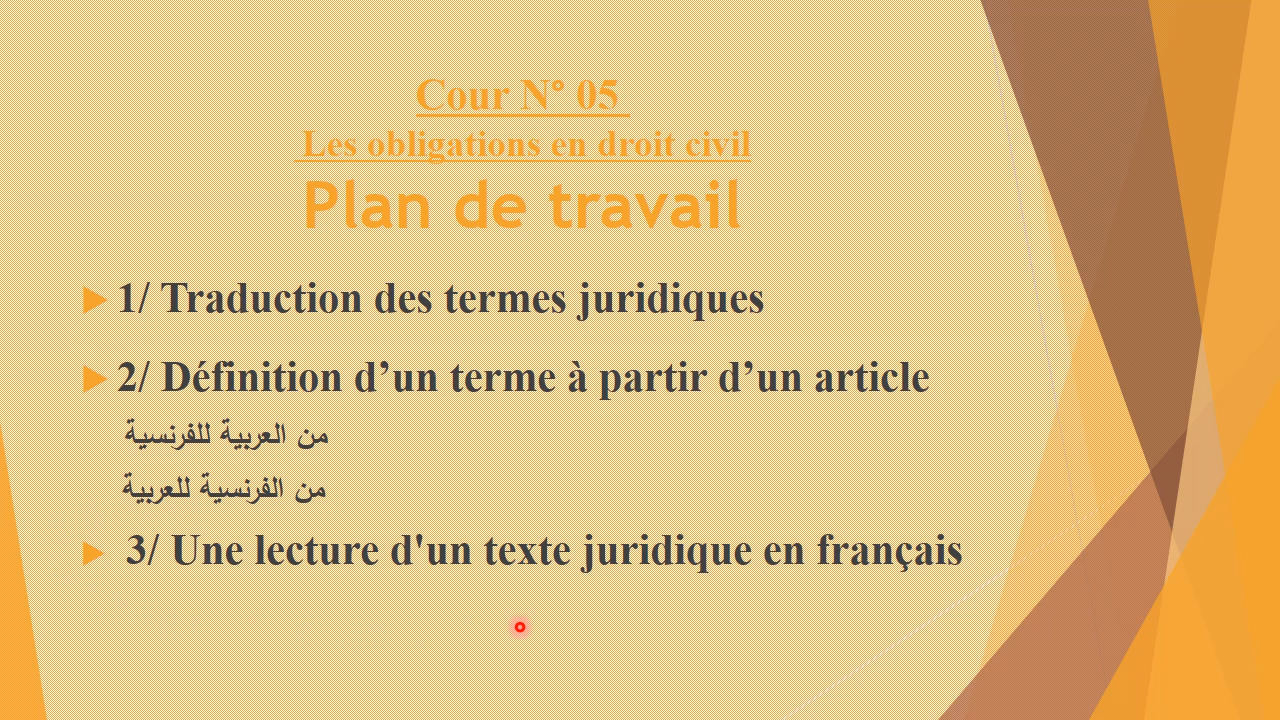 Cour N° 05
Les obligations en droit civil
Plan de travail
1/ Traduction des termes juridiques
2/ Définition d’un terme à partir d’un article
من العربية للفرنسية
من الفرنسية للعربية
3/ Une lecture d'un texte juridique en français